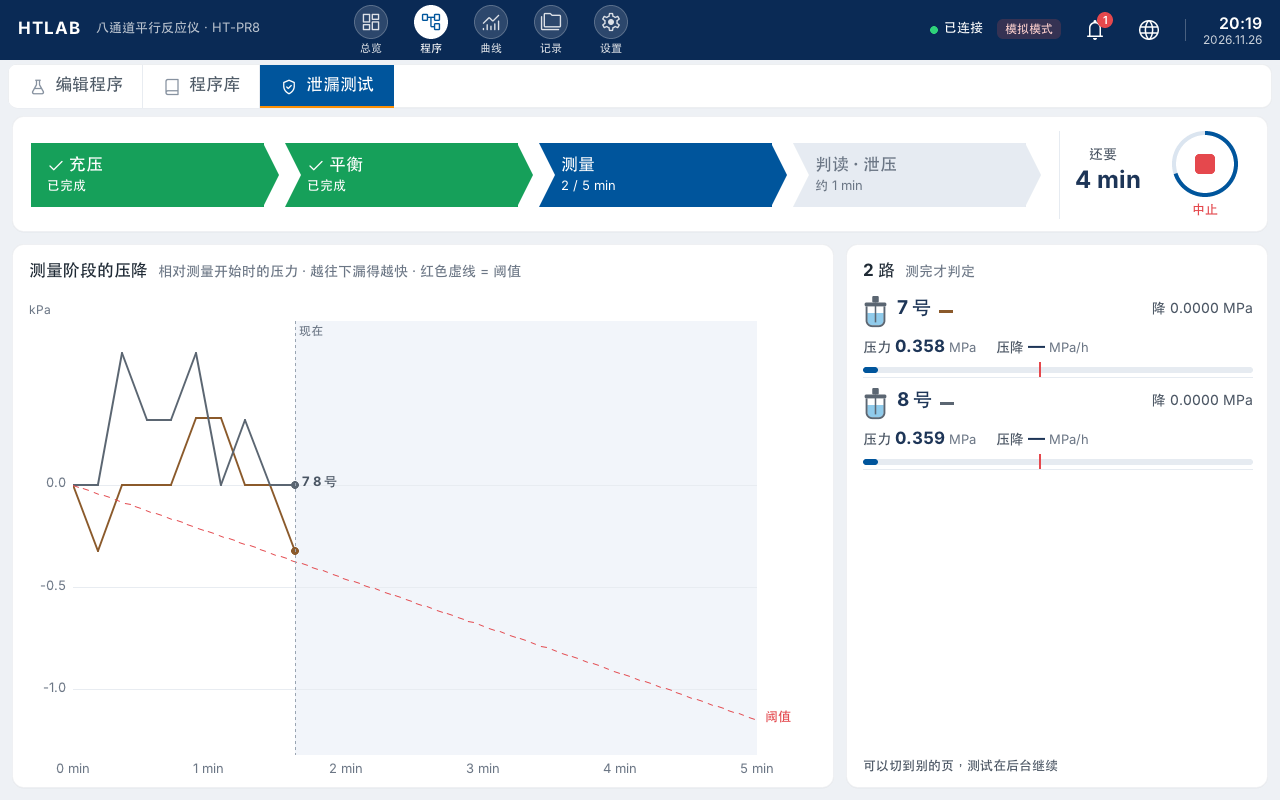 HTLAB 八通道平行反应仪 · HT-PR8
总览
程序
曲线
记录
设置
已连接
模拟模式
1
20:19
2026.11.26
编辑程序
程序库
泄漏测试
充压
已完成
平衡
已完成
测量
2 / 5 min
判读 · 泄压
约 1 min
还要
4 min
中止
测量阶段的压降 相对测量开始时的压力 · 越往下漏得越快 · 红色虚线 = 阈值
kPa
现在
0.0
7 8 号
-0.5
-1.0
阈值
0 min 1 min 2 min 3 min 4 min 5 min
2 路 测完才判定
7 号 降 0.0000 MPa
压力 0.358 MPa 压降 — MPa/h
8 号 降 0.0000 MPa
压力 0.359 MPa 压降 — MPa/h
可以切到别的页，测试在后台继续